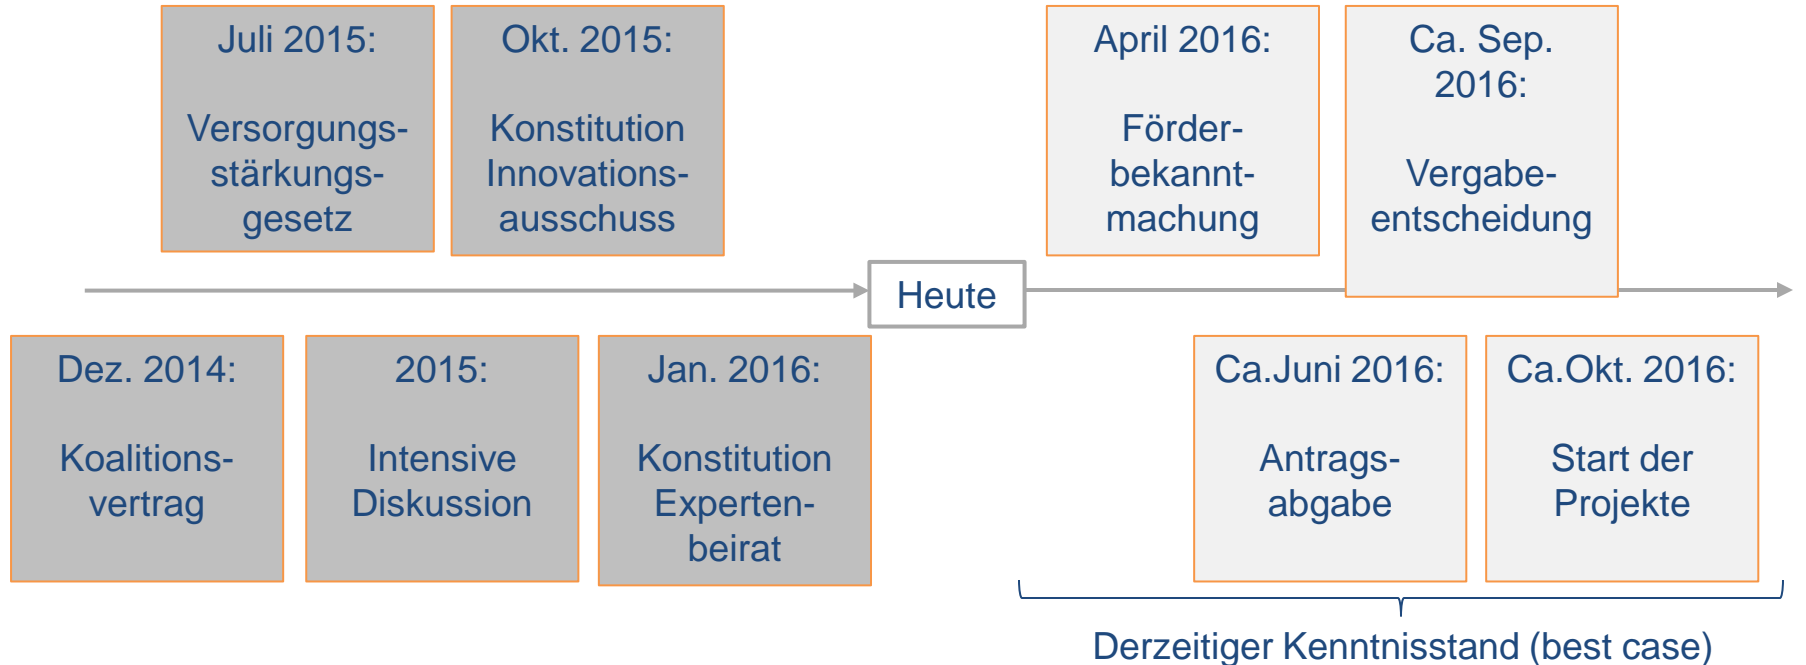 Juli 2015:
Versorgungs-
stärkungs-
gesetz
Okt. 2015:
Konstitution
Innovations-
ausschuss
April 2016:
Förder-
bekannt-
machung
Ca. Sep.
2016:
Vergabe-
entscheidung
Heute
Dez. 2014:
Koalitions-
vertrag
2015:
Intensive
Diskussion
Jan. 2016:
Konstitution
Experten-
beirat
Ca.Juni 2016:
Antrags-
abgabe
Ca.Okt. 2016:
Start der
Projekte
Derzeitiger Kenntnisstand (best case)